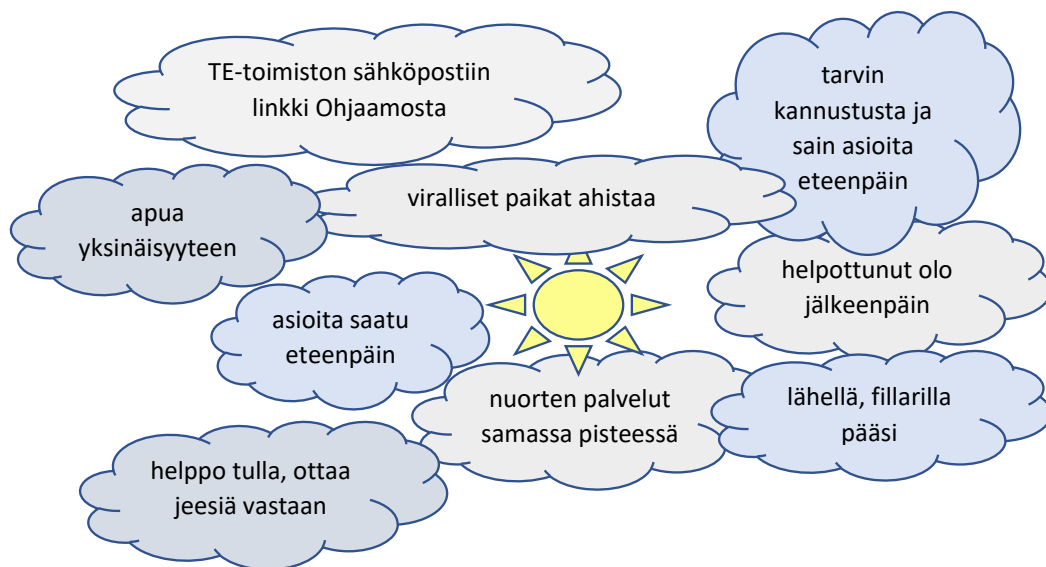 TE-toimiston sähköpostiin
linkki Ohjaamosta
tarvin
kannustusta ja
sain asioita
eteenpäin
viralliset paikat ahistaa
apua
yksinäisyyteen
helpottunut olo
jälkeenpäin
asioita saatu
eteenpäin
nuorten palvelut
samassa pisteessä
lähellä, fillarilla
pääsi
helppo tulla, ottaa
jeesiä vastaan